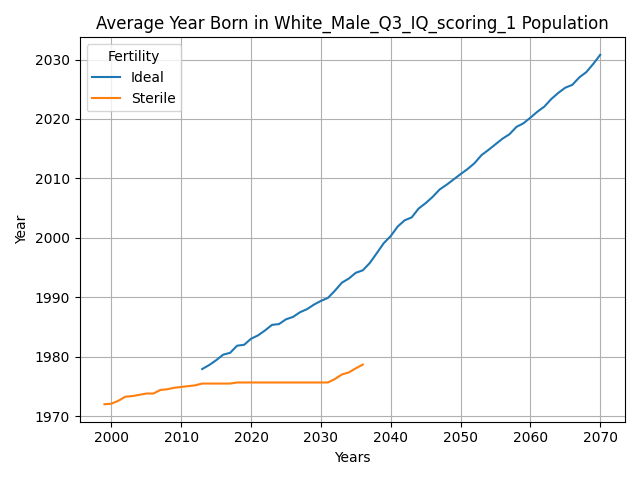 Average Year Born in White_Male_Q3_IQ_scoring_1 Population
Fertility
Ideal
Sterile
2030
2020
2010
2000
1990
1980
1970
Year
2000 2010 2020 2030 2040 2050 2060 2070
Years